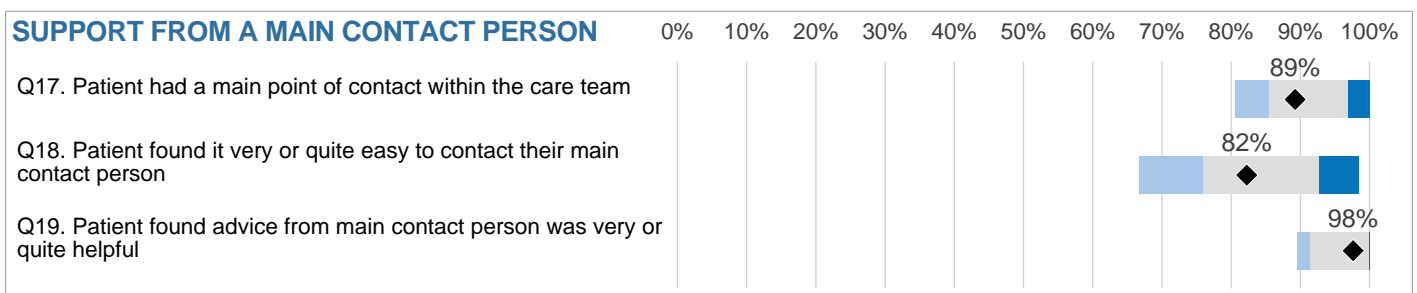 SUPPORT FROM A MAIN CONTACT PERSON 0% 10% 20% 30% 40% 50% 60% 70% 80% 90% 100%
Q17. Patient had a main point of contact within the care team 89%
Q18. Patient found it very or quite easy to contact their main
contact person 82%
Q19. Patient found advice from main contact person was very or
quite helpful 98%